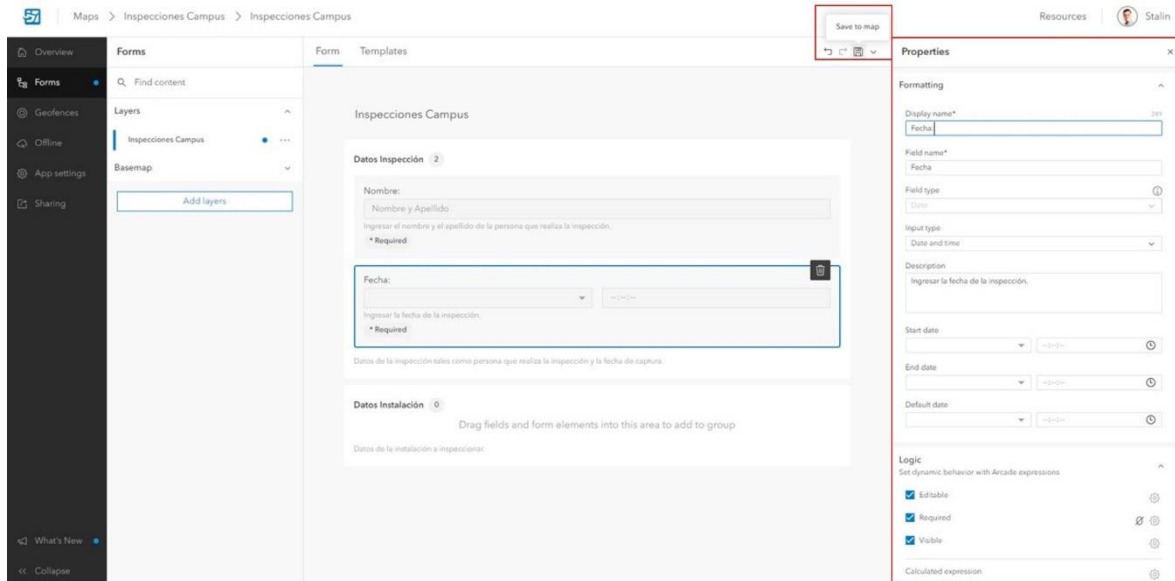 Maps > Inspecciones Campus > Inspecciones Campus
Save to map
Resources
Stalin
Overview
Forms
Geofences
Offline
App settings
Sharing
What's New
Collapse
Forms
Find content
Layers
Inspecciones Campus
Basemap
Add layers
Form Templates
Inspecciones Campus
Datos Inspección 2
Nombre:
Nombre y Apellido
Ingresar el nombre y el apellido de la persona que realiza la inspección.
* Required
Fecha:
--:--:--
Ingresar la fecha de la inspección.
* Required
Datos de la inspección tales como persona que realiza la inspección y la fecha de captura.
Datos Instalación 0
Drag fields and form elements into this area to add to group
Datos de la instalación a inspeccionar.
Properties
Formatting
Display name*
Fecha:
Field name*
Fecha
Field type
Date
Input type
Date and time
Description
Ingresar la fecha de la inspección.
Start date
--:--:--
End date
--:--:--
Default date
--:--:--
Logic
Set dynamic behavior with Arcade expressions
Editable
Required
Visible
Calculated expression